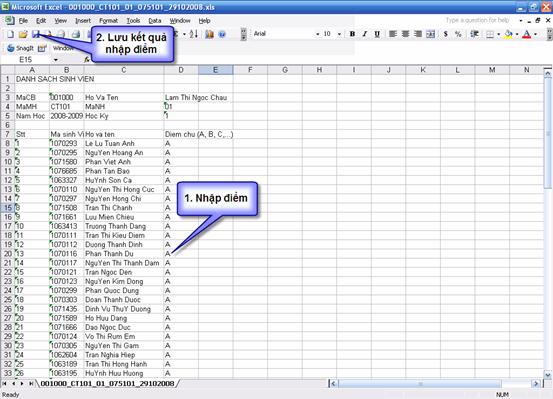 Microsoft Excel - 001000_CT101_01_075101_29102008.xls
File Edit View Insert Format Tools Data Window Help
Type a question for help
Arial 10 B I U
SnagIt Window
2. Lưu kết quả
nhập điểm
E15 fx
A B C D E F G H I J K
1 DANH SACH SINH VIEN
2
3 MaCB 001000 Ho Va Ten Lam Thi Ngoc Chau
4 MaMH CT101 MaNH 01
5 Nam Hoc 2008-2009 Hoc Ky 1
6
7 Stt Ma sinh Vi Ho va ten Diem chu (A, B, C,...)
8 1 1070293 Le Lu Tuan Anh A
9 2 1070295 NguYen Hoang An A
10 3 1071580 Phan Viet Anh A
11 4 1076685 Phan Tan Bao A
12 5 1063327 HuYnh Son Ca A
13 6 1070110 NguYen Thi Hong Cuc A
14 7 1070297 NguYen Hong Chi A
15 8 1071508 Tran Thi Chanh A
16 9 1071661 Luu Mien Chieu A
17 10 1063413 Truong Thanh Dang A
18 11 1070111 Tran Thi Kieu Diem A
19 12 1070112 Duong Thanh Dinh A
20 13 1070116 Phan Thanh Du A
21 14 1070117 NguYen Thi Thanh Dam A
22 15 1070121 Tran Ngoc Den A
23 16 1070123 NguYen Kim Dong A
24 17 1070299 Phan Quoc Dung A
25 18 1070303 Doan Thanh Duoc A
26 19 1071435 Dinh Vu ThuY Duong A
27 20 1071589 Ho Huu Dang A
28 21 1071666 Dao Ngoc Duc A
29 22 1070124 Vo Thi Rum Em A
30 23 1070305 NguYen Thi Gam A
31 24 1062604 Tran Nghia Hiep A
32 25 1063189 Tran Thi Hong Hanh A
33 26 1063195 HuYnh Huu Huong A
1. Nhập điểm
001000_CT101_01_075101_29102008
Ready NUM